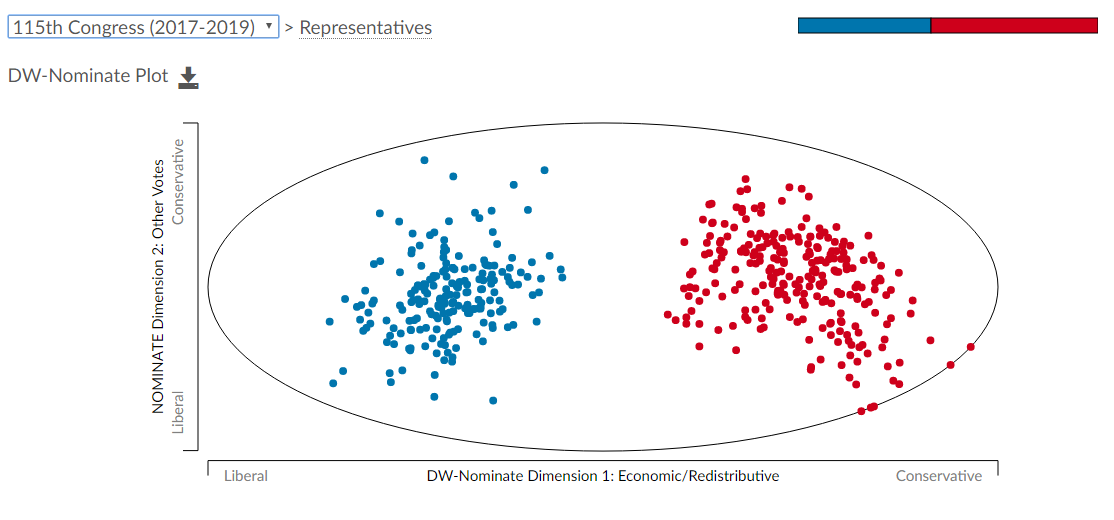 115th Congress (2017-2019) > Representatives
DW-Nominate Plot
NOMINATE Dimension 2: Other Votes
Conservative
Liberal
Liberal
DW-Nominate Dimension 1: Economic/Redistributive
Conservative